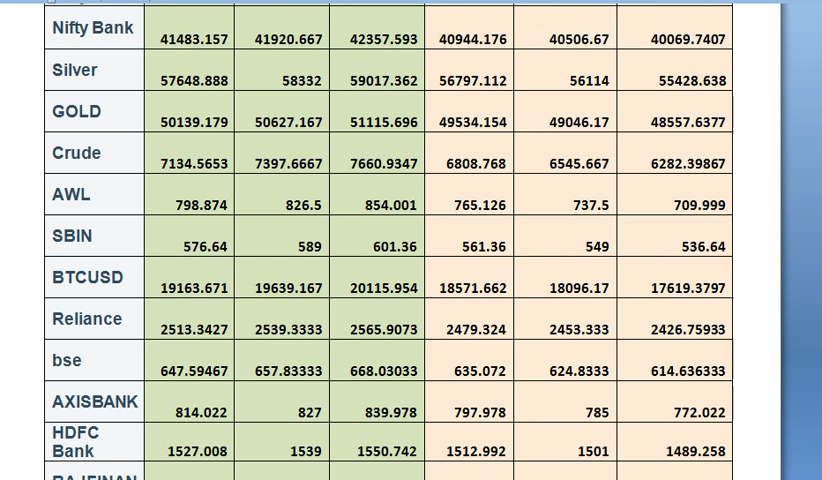 Nifty Bank 41483.157 41920.667 42357.593 40944.176 40506.67 40069.7407
Silver 57648.888 58332 59017.362 56797.112 56114 55428.638
GOLD 50139.179 50627.167 51115.696 49534.154 49046.17 48557.6377
Crude 7134.5653 7397.6667 7660.9347 6808.768 6545.667 6282.39867
AWL 798.874 826.5 854.001 765.126 737.5 709.999
SBIN 576.64 589 601.36 561.36 549 536.64
BTCUSD 19163.671 19639.167 20115.954 18571.662 18096.17 17619.3797
Reliance 2513.3427 2539.3333 2565.9073 2479.324 2453.333 2426.75933
bse 647.59467 657.83333 668.03033 635.072 624.8333 614.636333
AXISBANK 814.022 827 839.978 797.978 785 772.022
HDFC
Bank 1527.008 1539 1550.742 1512.992 1501 1489.258